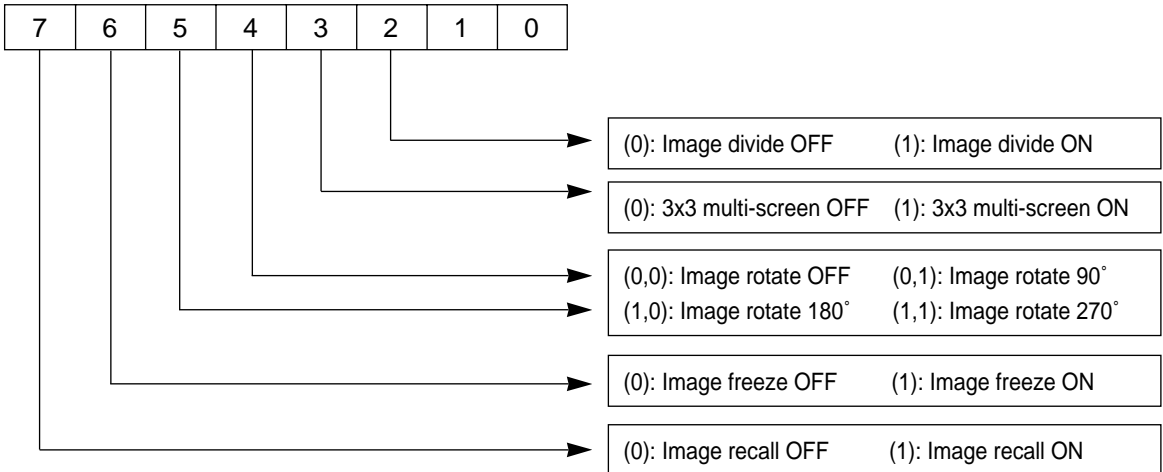 7 6 5 4 3 2 1 0
(0): Image divide OFF (1): Image divide ON
(0): 3x3 multi-screen OFF (1): 3x3 multi-screen ON
(0,0): Image rotate OFF (0,1): Image rotate 90˚
(1,0): Image rotate 180˚ (1,1): Image rotate 270˚
(0): Image freeze OFF (1): Image freeze ON
(0): Image recall OFF (1): Image recall ON